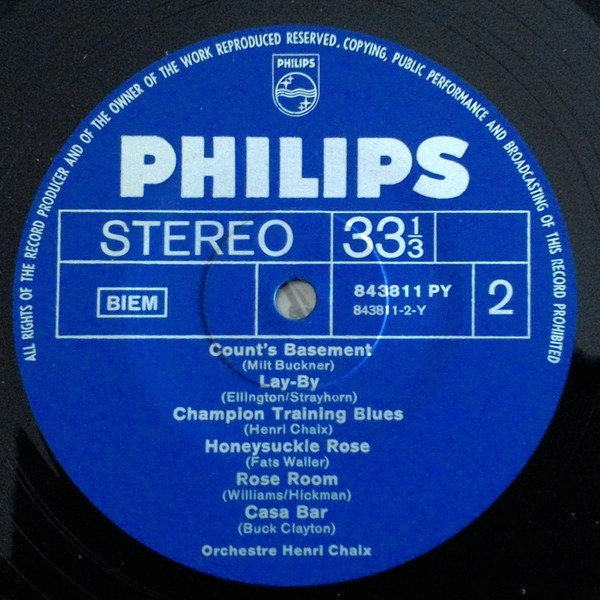 ALL RIGHTS OF THE RECORD PRODUCER AND OF THE OWNER OF THE WORK REPRODUCED RESERVED. COPYING, PUBLIC PERFORMANCE AND BROADCASTING OF THIS RECORD PROHIBITED
PHILIPS
PHILIPS
STEREO 33 1/3
BIEM 843811 PY 2
843811-2-Y
Count's Basement
(Milt Buckner)
Lay-By
(Ellington/Strayhorn)
Champion Training Blues
(Henri Chaix)
Honeysuckle Rose
(Fats Waller)
Rose Room
(Williams/Hickman)
Casa Bar
(Buck Clayton)
Orchestre Henri Chaix